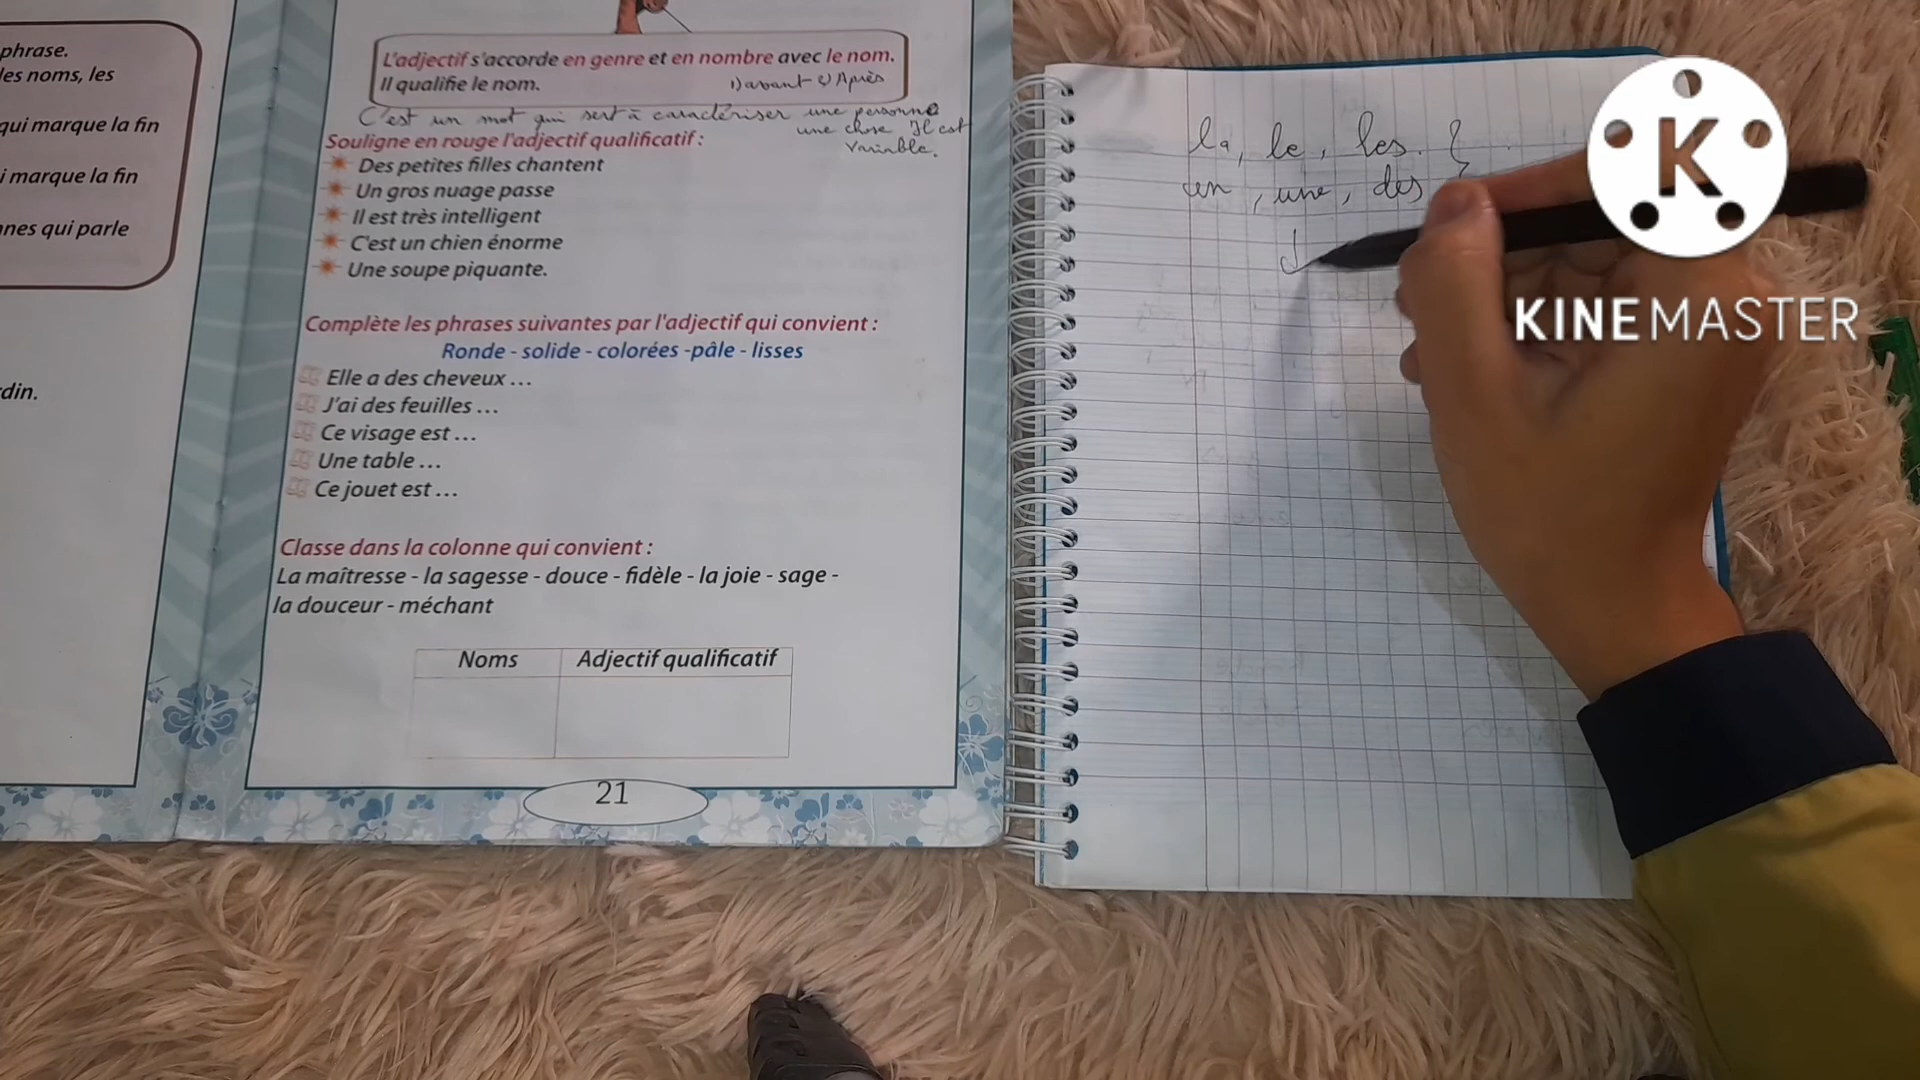 phrase.
les noms, les
qui marque la fin
i marque la fin
nnes qui parle
din.
L'adjectif s'accorde en genre et en nombre avec le nom.
Il qualifie le nom. 1) avant 2) Après
C'est un mot qui sert à caractériser une personne
une chose Il est
variable.
Souligne en rouge l'adjectif qualificatif :
Des petites filles chantent
Un gros nuage passe
Il est très intelligent
C'est un chien énorme
Une soupe piquante.
Complète les phrases suivantes par l'adjectif qui convient :
Ronde - solide - colorées -pâle - lisses
Elle a des cheveux ...
J'ai des feuilles ...
Ce visage est ...
Une table ...
Ce jouet est ...
Classe dans la colonne qui convient :
La maîtresse - la sagesse - douce - fidèle - la joie - sage -
la douceur - méchant
Noms Adjectif qualificatif
21
la, le, les.
un, une, des
K
KINEMASTER